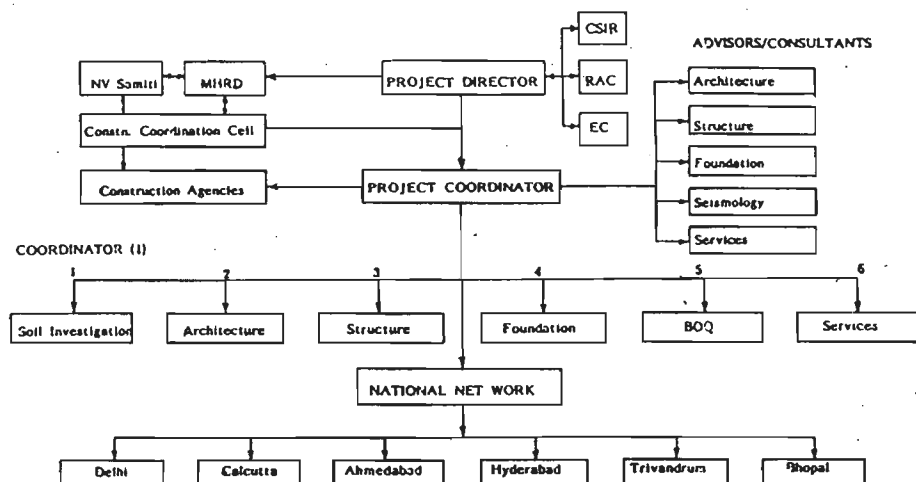 CSIR
ADVISORS/CONSULTANTS
NV Samiti
MHRD
PROJECT DIRECTOR
RAC
Architecture
Constn. Coordination Cell
EC
Structure
Construction Agencies
PROJECT COORDINATOR
Foundation
Seismology
Services
COORDINATOR (I)
1 2 3 4 5 6
Soil Investigation
Architecture
Structure
Foundation
BOQ
Services
NATIONAL NET WORK
Delhi
Calcutta
Ahmedabad
Hyderabad
Trivandrum
Bhopal